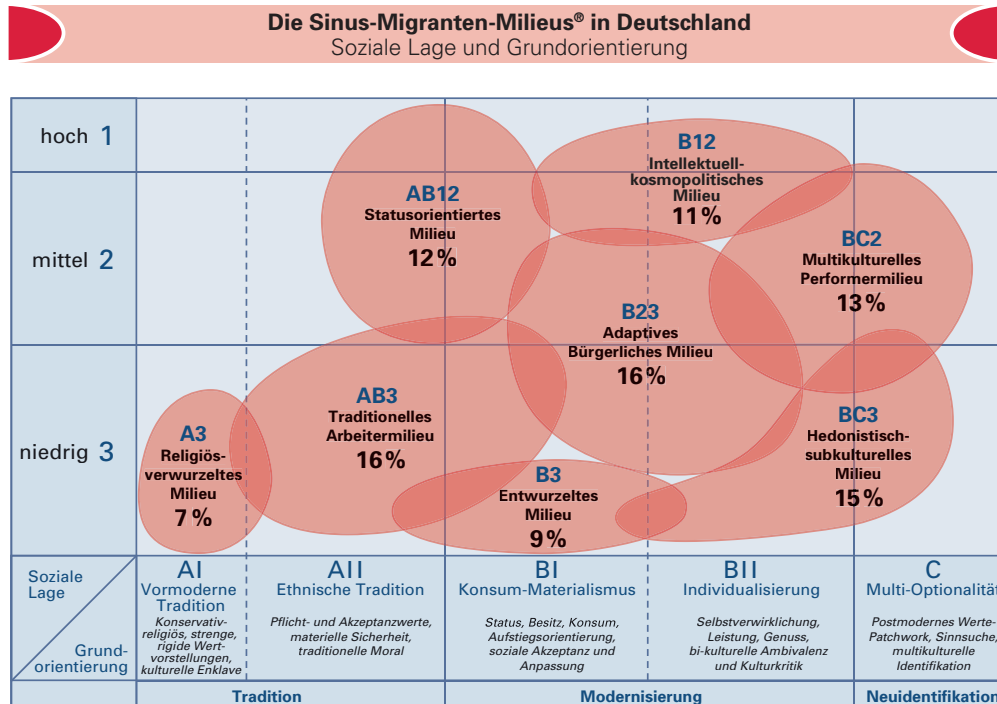 Die Sinus-Migranten-Milieus® in Deutschland
Soziale Lage und Grundorientierung
hoch 1
mittel 2
niedrig 3
AB12
Statusorientiertes
Milieu
12 %
B12
Intellektuell-
kosmopolitisches
Milieu
11 %
BC2
Multikulturelles
Performermilieu
13 %
B23
Adaptives
Bürgerliches Milieu
16 %
A3
Religiös-
verwurzeltes
Milieu
7 %
AB3
Traditionelles
Arbeitermilieu
16 %
B3
Entwurzeltes
Milieu
9 %
BC3
Hedonistisch-
subkulturelles
Milieu
15 %
Soziale
Lage
Grund-
orientierung
AI
Vormoderne
Tradition
Konservativ-
religiös, strenge,
rigide Wert-
vorstellungen,
kulturelle Enklave
AII
Ethnische Tradition
Pflicht- und Akzeptanzwerte,
materielle Sicherheit,
traditionelle Moral
BI
Konsum-Materialismus
Status, Besitz, Konsum,
Aufstiegsorientierung,
soziale Akzeptanz und
Anpassung
BII
Individualisierung
Selbstverwirklichung,
Leistung, Genuss,
bi-kulturelle Ambivalenz
und Kulturkritik
C
Multi-Optionalität
Postmodernes Werte-
Patchwork, Sinnsuche,
multikulturelle
Identifikation
Tradition
Modernisierung
Neuidentifikation